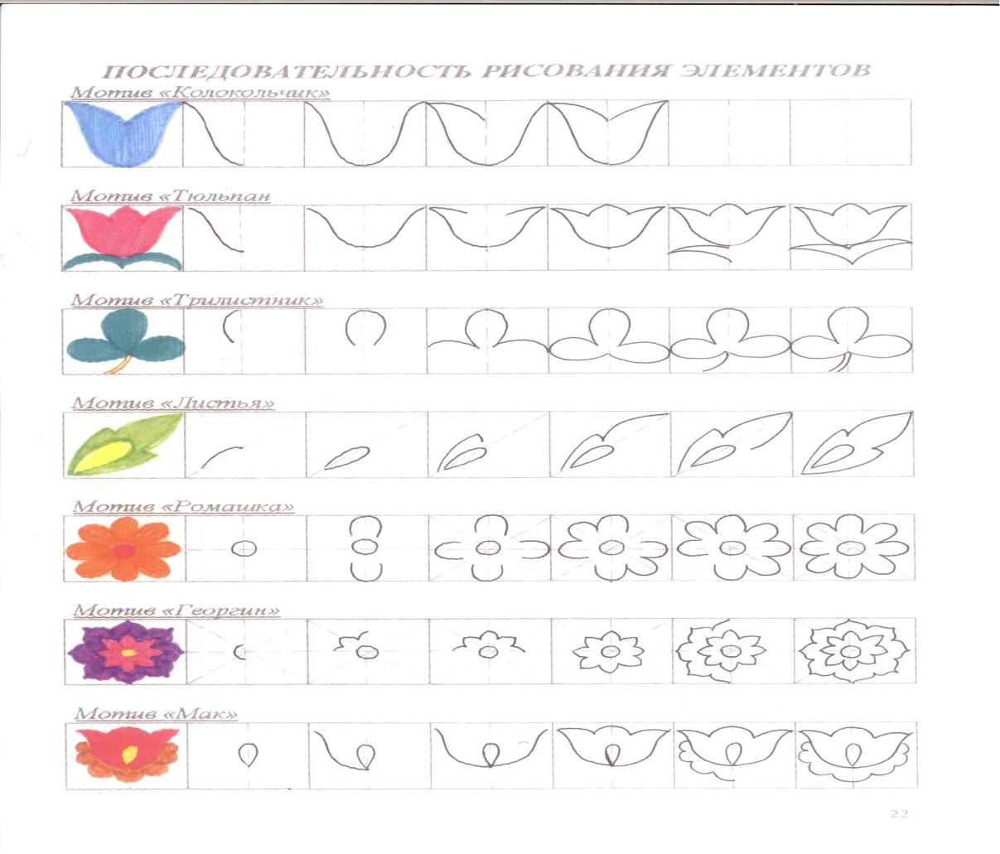 ПОСЛЕДОВАТЕЛЬНОСТЬ РИСОВАНИЯ ЭЛЕМЕНТОВ
Мотив «Колокольчик»
Мотив «Тюльпан
Мотив «Трилистник»
Мотив «Листья»
Мотив «Ромашка»
Мотив «Георгин»
Мотив «Мак»
22